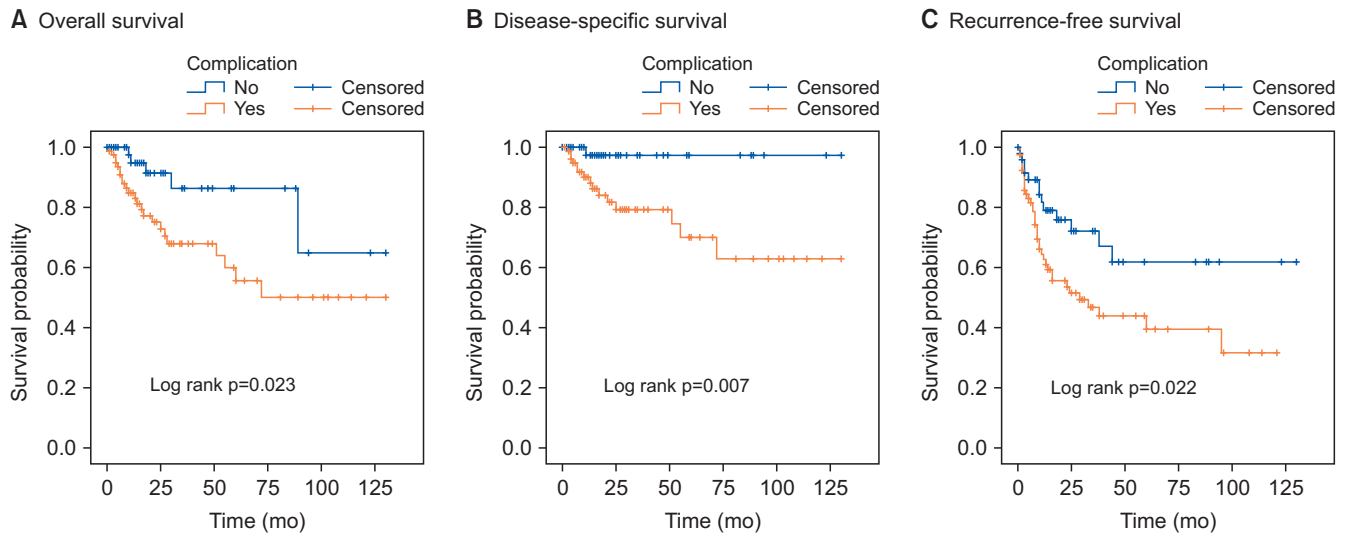 A Overall survival
Complication
No Censored
Yes Censored
Survival probability
1.0
0.8
0.6
0.4
0.2
0.0
Log rank p=0.023
0 25 50 75 100 125
Time (mo)
B Disease-specific survival
Complication
No Censored
Yes Censored
Survival probability
1.0
0.8
0.6
0.4
0.2
0.0
Log rank p=0.007
0 25 50 75 100 125
Time (mo)
C Recurrence-free survival
Complication
No Censored
Yes Censored
Survival probability
1.0
0.8
0.6
0.4
0.2
0.0
Log rank p=0.022
0 25 50 75 100 125
Time (mo)